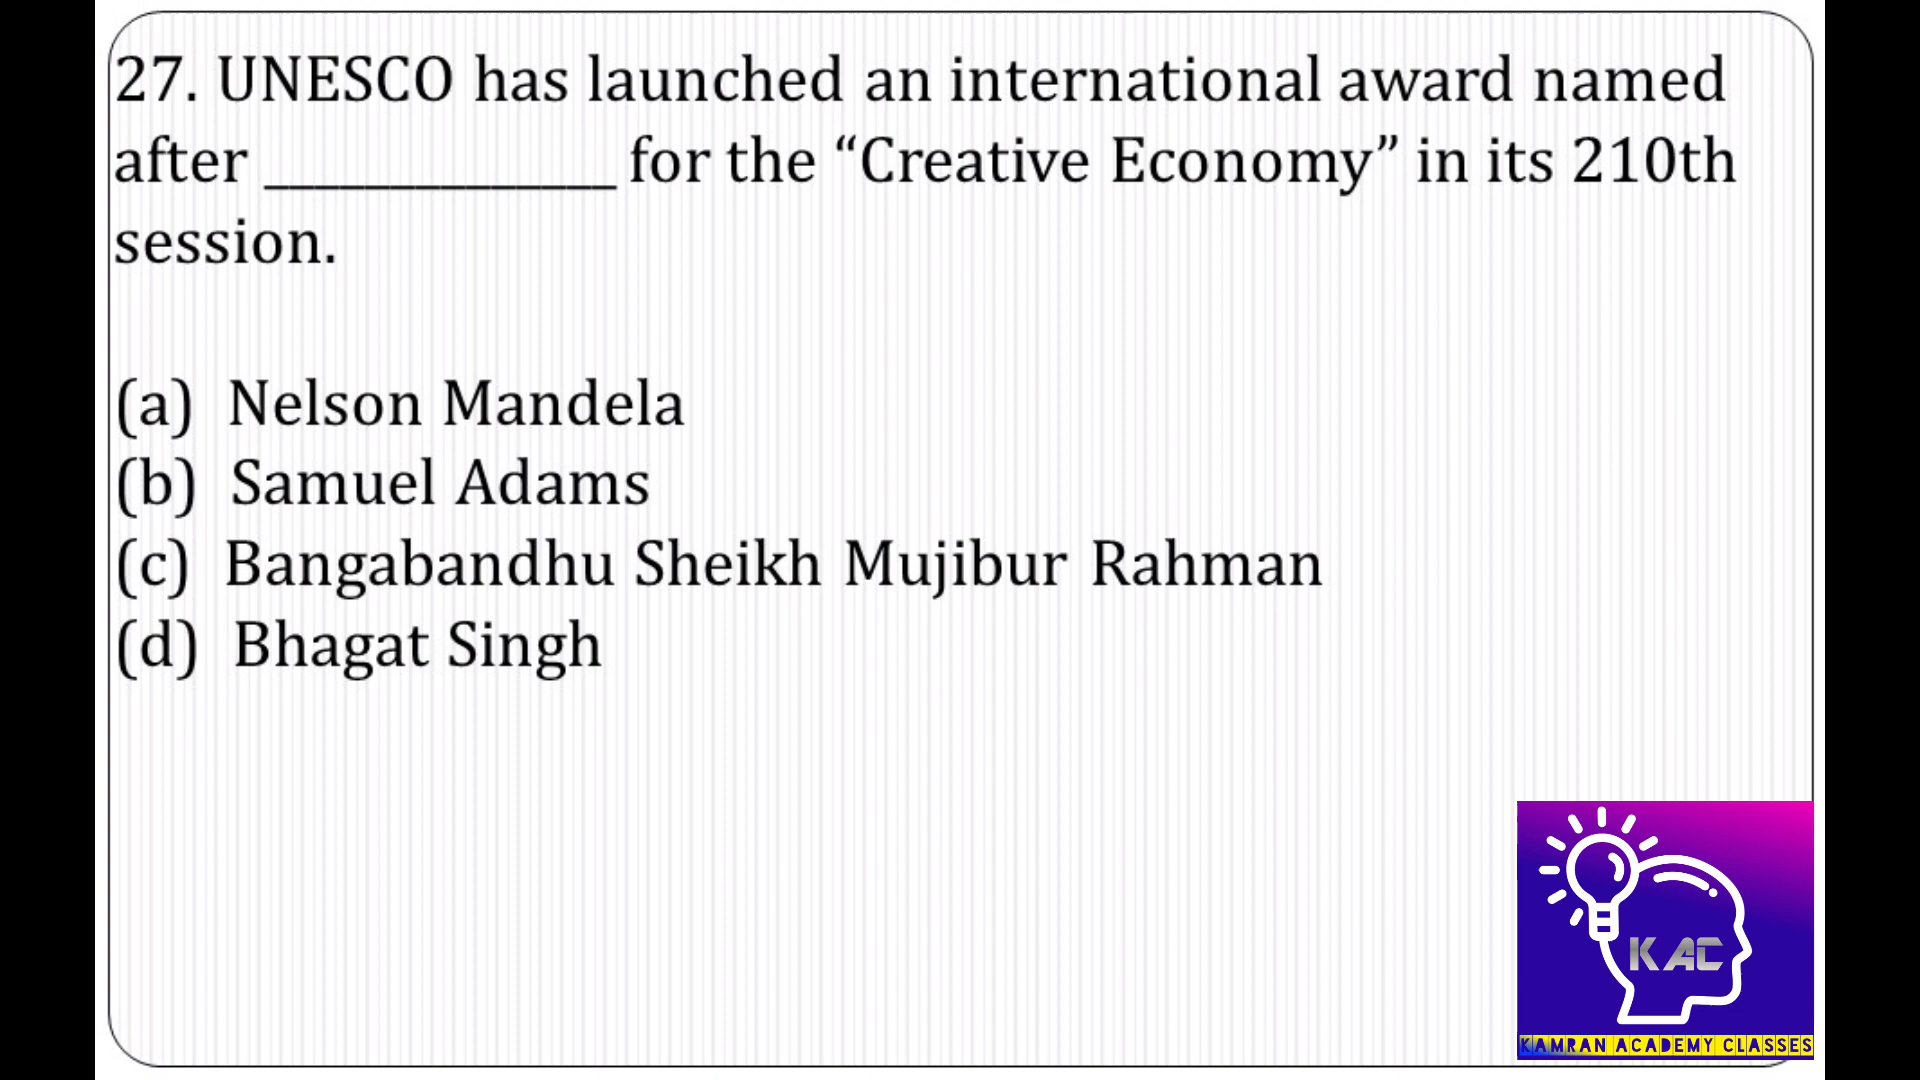 27. UNESCO has launched an international award named
after ______________ for the “Creative Economy” in its 210th
session.
(a) Nelson Mandela
(b) Samuel Adams
(c) Bangabandhu Sheikh Mujibur Rahman
(d) Bhagat Singh
KAC
KAMRAN ACADEMY CLASSES